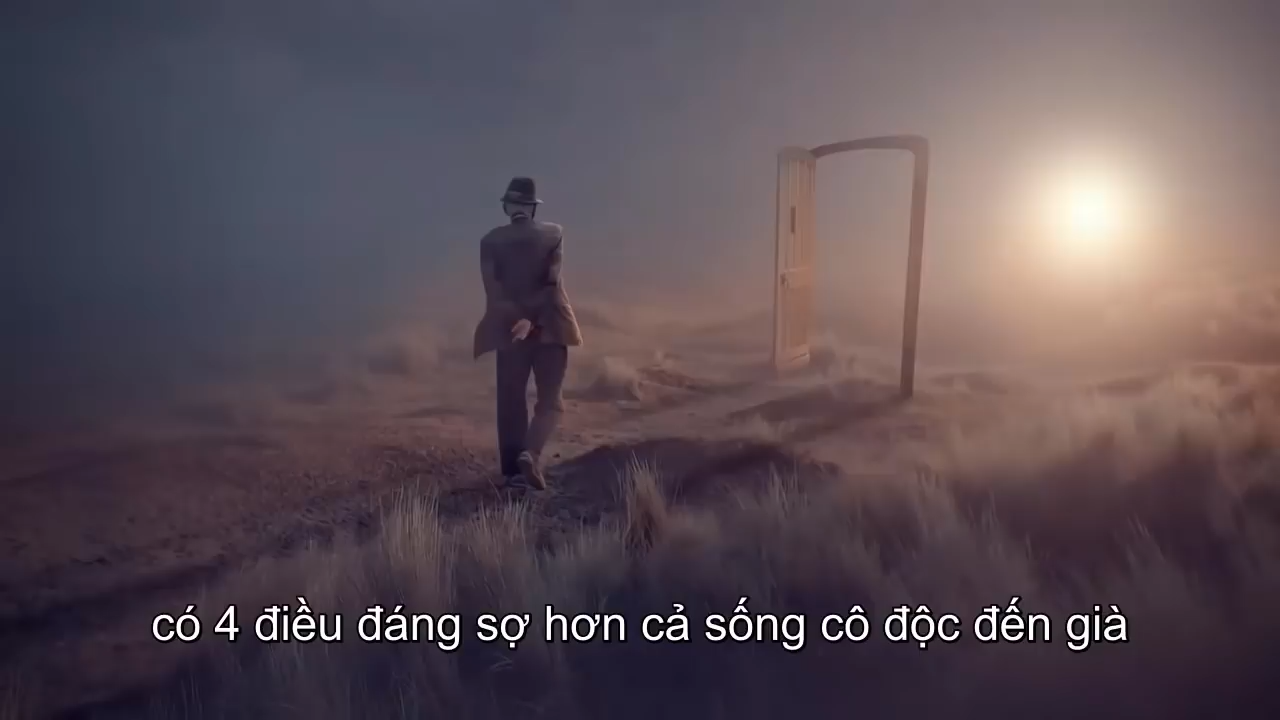 có 4 điều đáng sợ hơn cả sống cô độc đến già